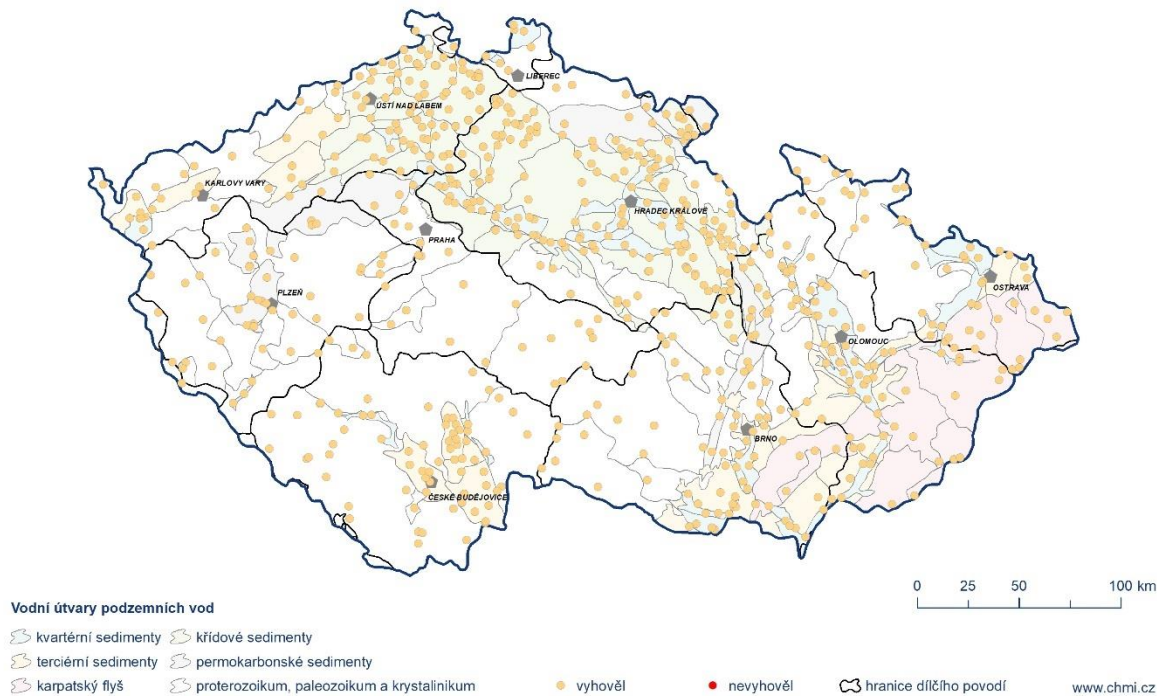 LIBEREC
ÚSTÍ NAD LABEM
KARLOVY VARY
HRADEC KRÁLOVÉ
PRAHA
OSTRAVA
PLZEŇ
OLOMOUC
BRNO
ČESKÉ BUDĚJOVICE
0 25 50 100 km
Vodní útvary podzemních vod
kvartérní sedimenty křídové sedimenty
terciérní sedimenty permokarbonské sedimenty
karpatský flyš proterozoikum, paleozoikum a krystalinikum vyhověl nevyhověl hranice dílčího povodí www.chmi.cz